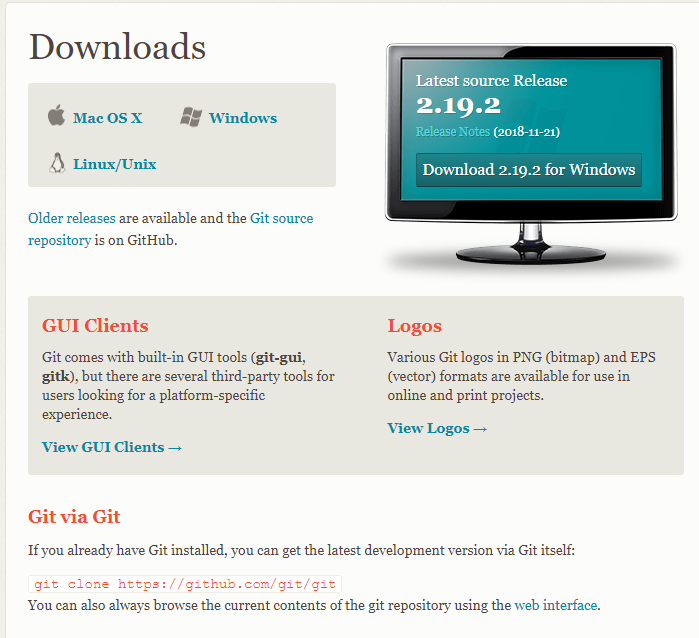 Downloads
Mac OS X
Windows
Linux/Unix
Older releases are available and the Git source
repository is on GitHub.
Latest source Release
2.19.2
Release Notes (2018-11-21)
Download 2.19.2 for Windows
GUI Clients
Git comes with built-in GUI tools (git-gui,
gitk), but there are several third-party tools for
users looking for a platform-specific
experience.
View GUI Clients →
Logos
Various Git logos in PNG (bitmap) and EPS
(vector) formats are available for use in
online and print projects.
View Logos →
Git via Git
If you already have Git installed, you can get the latest development version via Git itself:
git clone https://github.com/git/git
You can also always browse the current contents of the git repository using the web interface.